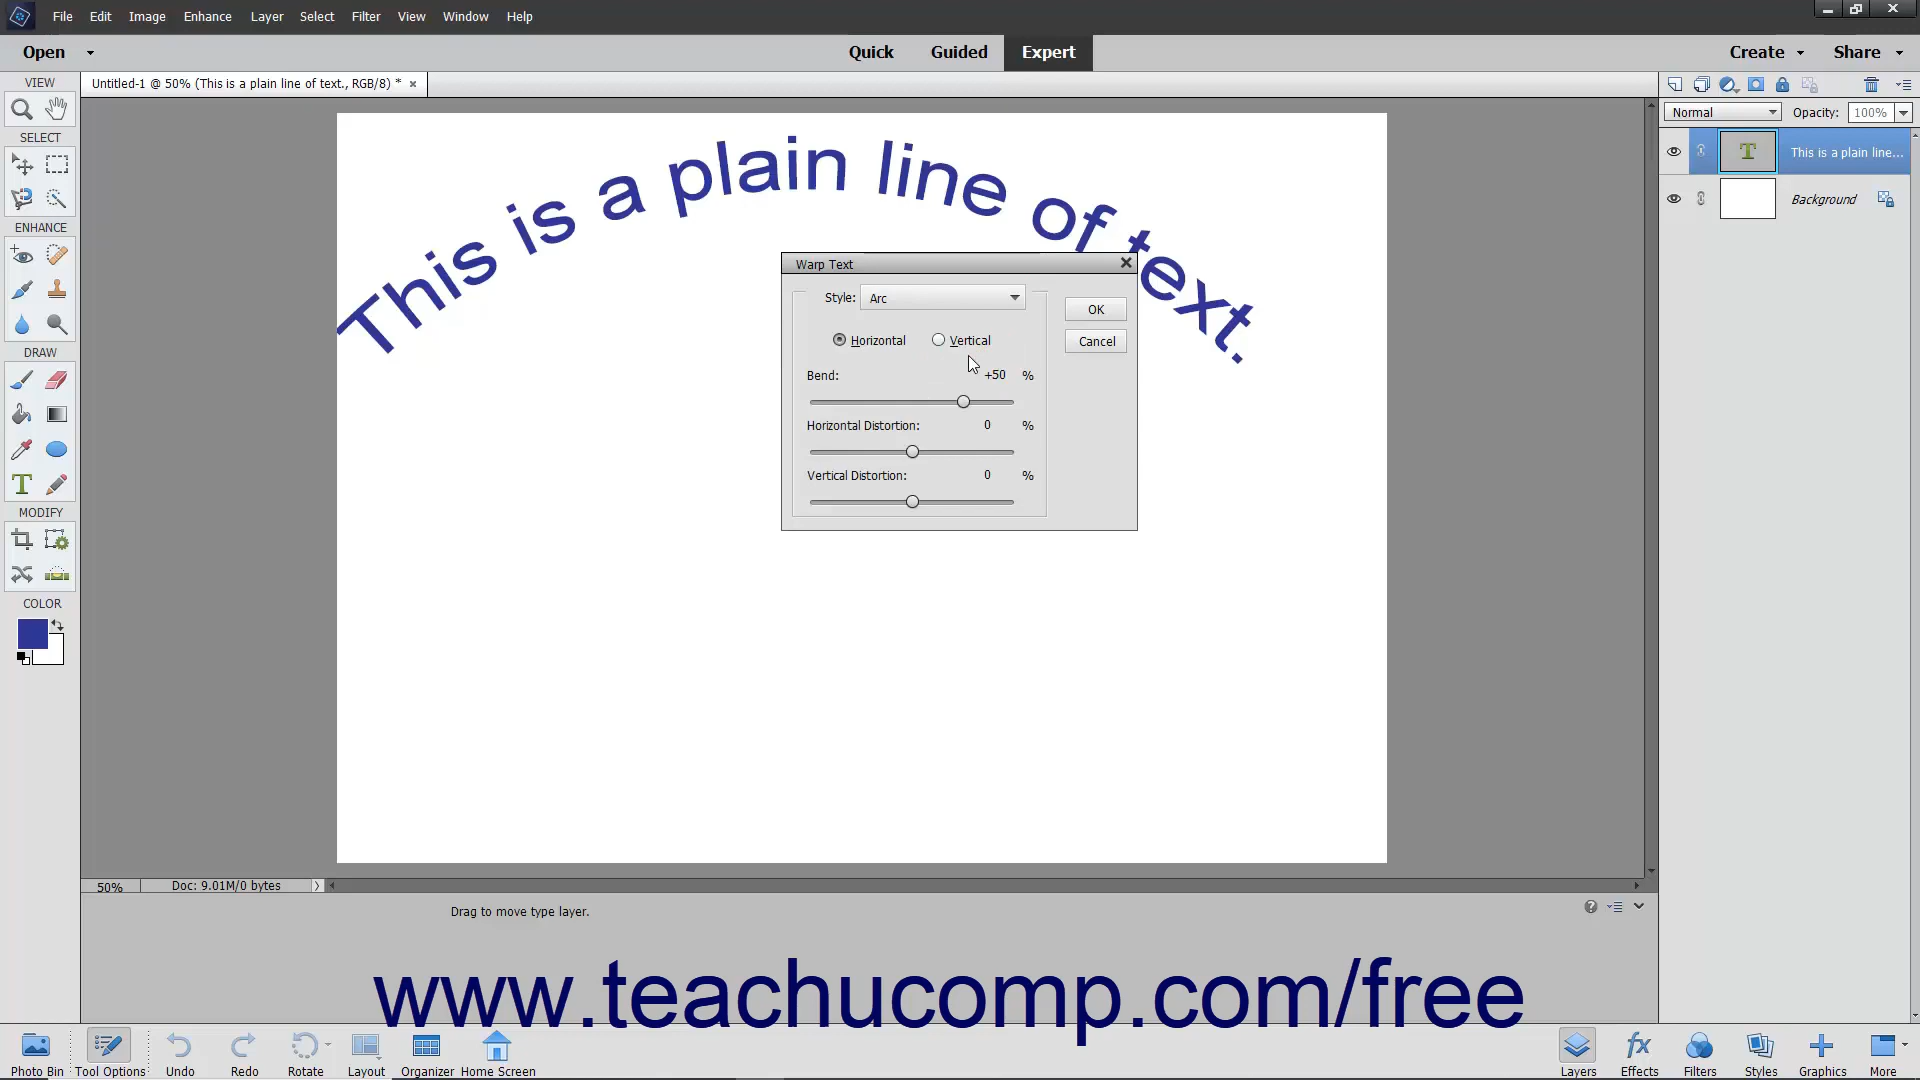 File Edit Image Enhance Layer Select Filter View Window Help
Open Quick Guided Expert Create Share
VIEW
Untitled-1 @ 50% (This is a plain line of text., RGB/8) *
Normal Opacity: 100%
SELECT
This is a plain line...
Background
ENHANCE
This is a plain line of text.
Warp Text
Style: Arc
OK
Horizontal Vertical
Cancel
Bend: +50 %
Horizontal Distortion: 0 %
Vertical Distortion: 0 %
DRAW
T
MODIFY
COLOR
50% Doc: 9.01M/0 bytes
Drag to move type layer.
www.teachucomp.com/free
Photo Bin Tool Options Undo Redo Rotate Layout Organizer Home Screen Layers Effects Filters Styles Graphics More